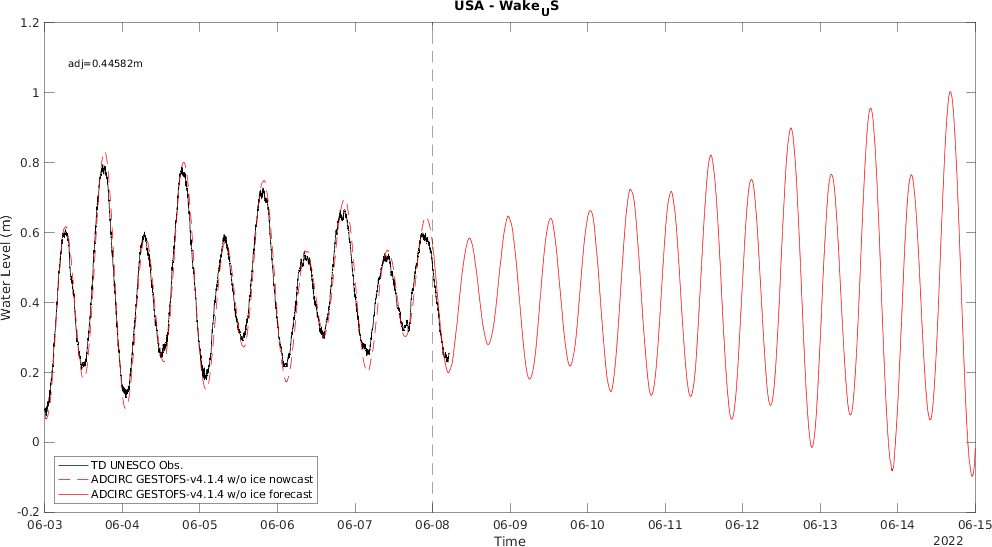 USA - Wake_US
adj=0.44582m
Water Level (m)
1.2
1
0.8
0.6
0.4
0.2
0
-0.2
TD UNESCO Obs.
ADCIRC GESTOFS-v4.1.4 w/o ice nowcast
ADCIRC GESTOFS-v4.1.4 w/o ice forecast
06-03 06-04 06-05 06-06 06-07 06-08 06-09 06-10 06-11 06-12 06-13 06-14 06-15
Time
2022